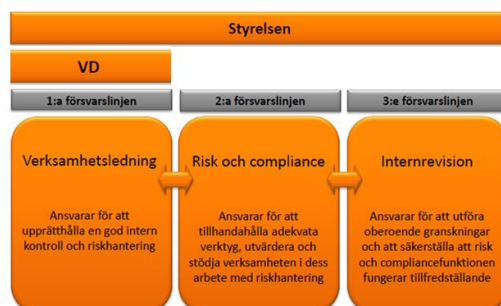 Styrelsen
VD
1:a försvarslinjen
2:a försvarslinjen
3:e försvarslinjen
Verksamhetsledning
Ansvarar för att
upprätthålla en god intern
kontroll och riskhantering
Risk och compliance
Ansvarar för att
tillhandahålla adekvata
verktyg, utvärdera och
stödja verksamheten i dess
arbete med riskhantering
Internrevision
Ansvarar för att utföra
oberoende granskningar
och att säkerställa att risk
och compliancefunktionen
fungerar tillfredställande